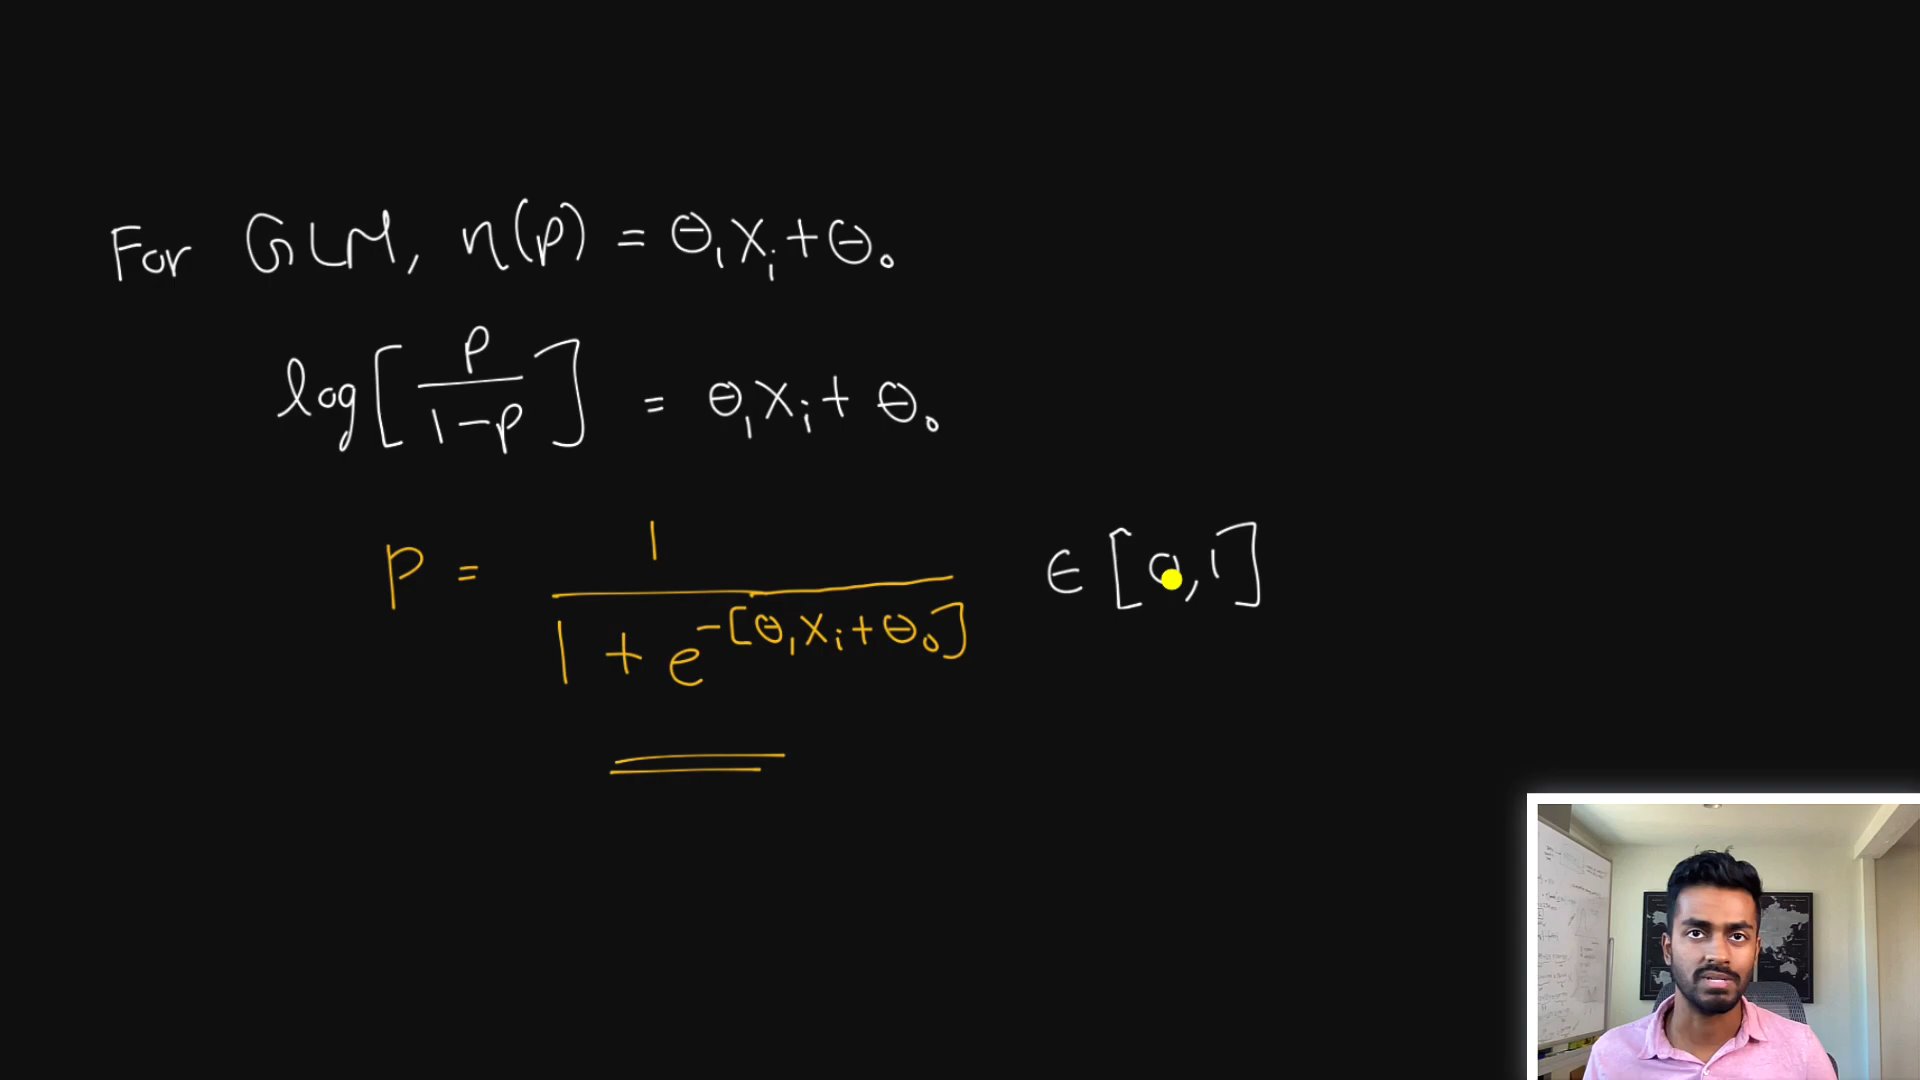 For GLM, η(p) = θ₁xᵢ + θ₀
log[p/(1-p)] = θ₁xᵢ + θ₀
p = 1/(1 + e^-[θ₁xᵢ+θ₀]) ∈ [0,1]